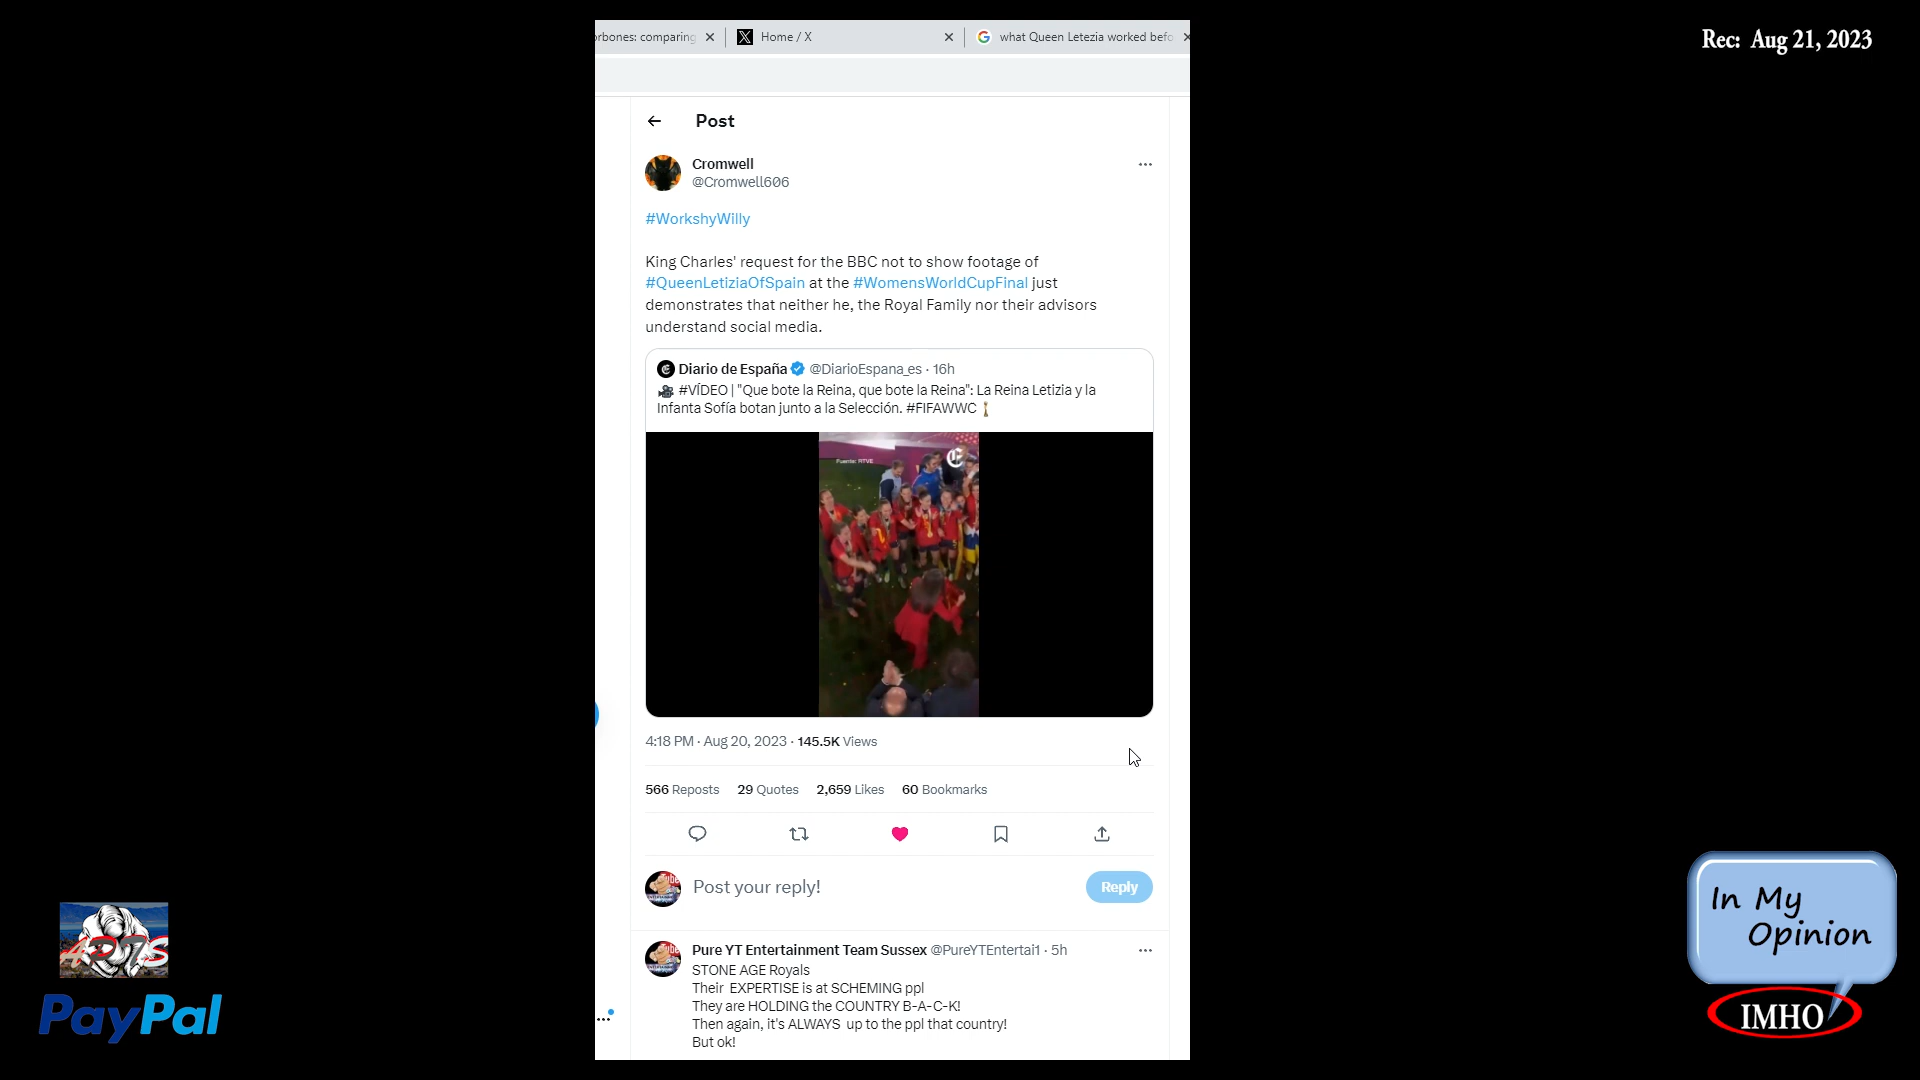 orbones: comparing
Home / X
what Queen Letezia worked befo
Rec: Aug 21, 2023
Post
Cromwell
@Cromwell606
#WorkshyWilly
King Charles' request for the BBC not to show footage of
#QueenLetiziaOfSpain at the #WomensWorldCupFinal just
demonstrates that neither he, the Royal Family nor their advisors
understand social media.
Diario de España @DiarioEspana_es · 16h
#VÍDEO | "Que bote la Reina, que bote la Reina": La Reina Letizia y la
Infanta Sofía botan junto a la Selección. #FIFAWWC
Fuente: RTVE
4:18 PM · Aug 20, 2023 · 145.5K Views
566 Reposts 29 Quotes 2,659 Likes 60 Bookmarks
Post your reply!
Reply
Pure YT Entertainment Team Sussex @PureYTEntertai1 · 5h
STONE AGE Royals
Their EXPERTISE is at SCHEMING ppl
They are HOLDING the COUNTRY B-A-C-K!
Then again, it's ALWAYS up to the ppl that country!
But ok!
PayPal
In My
Opinion
IMHO